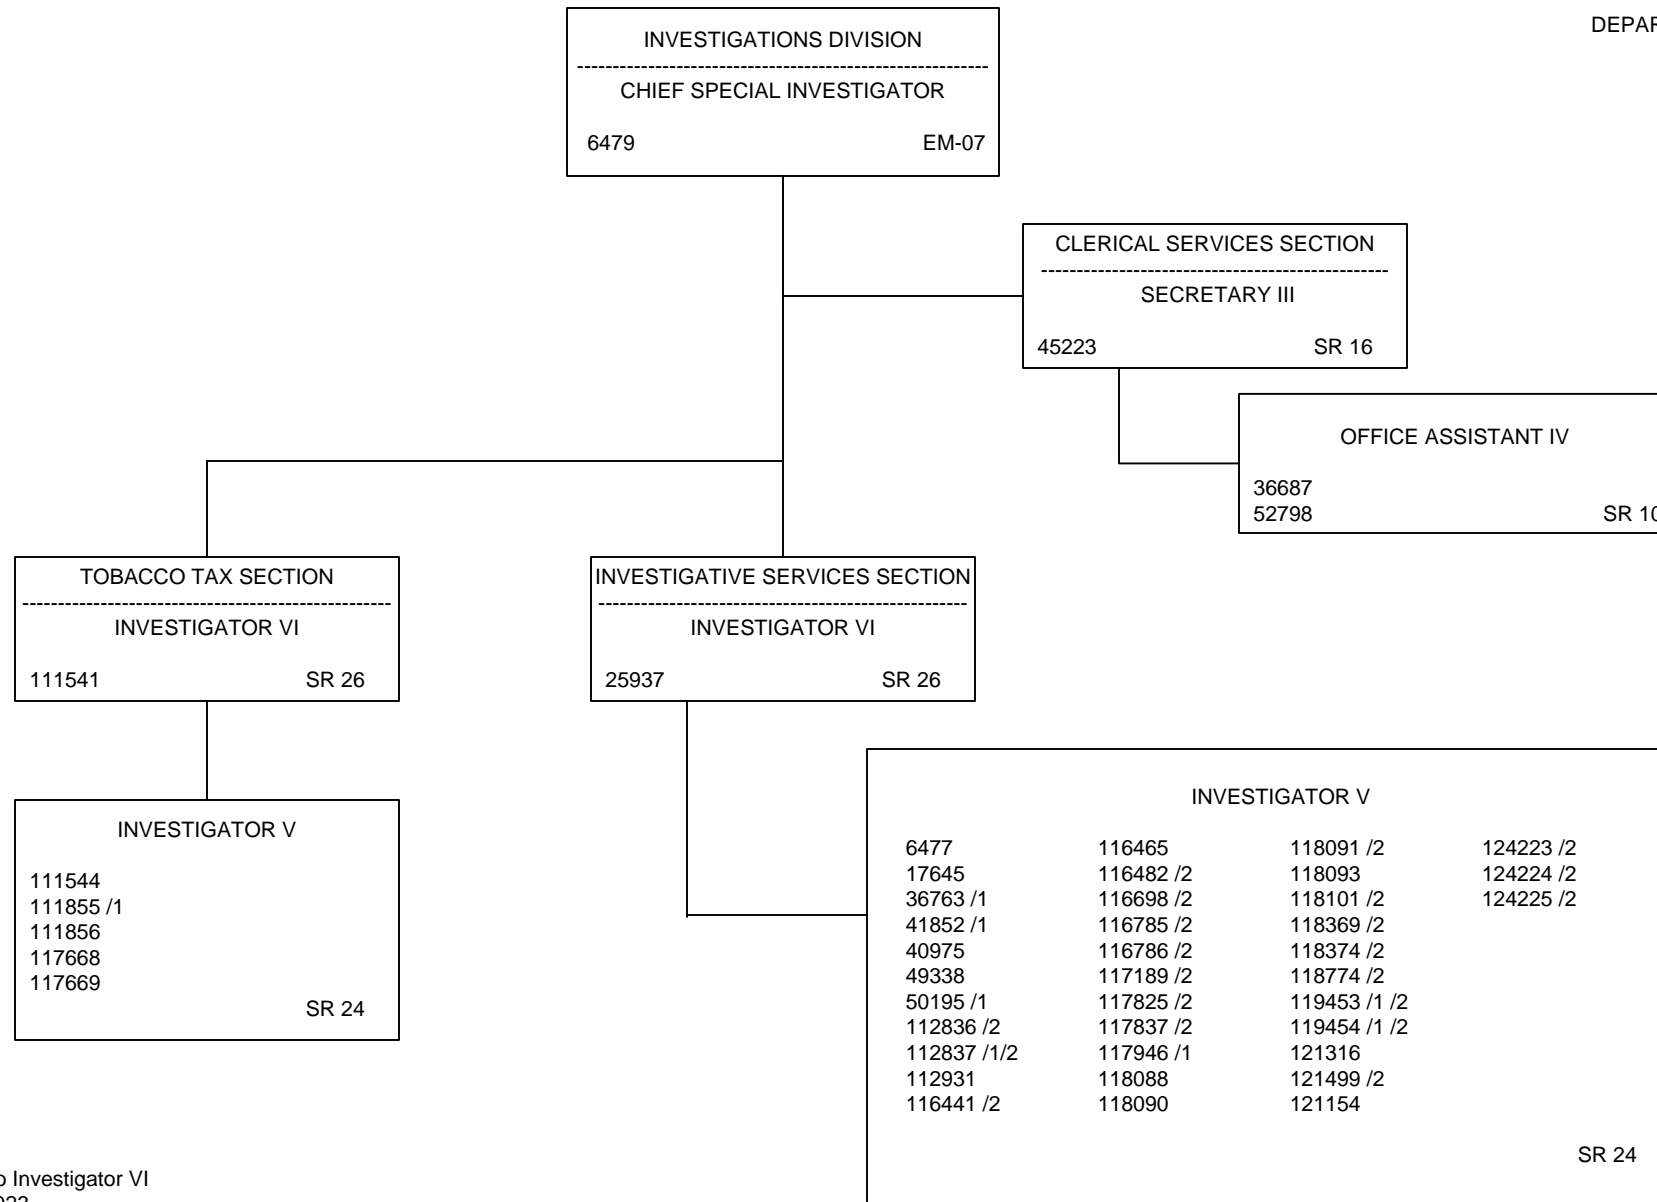 DEPAR
INVESTIGATIONS DIVISION
CHIEF SPECIAL INVESTIGATOR
6479 EM-07
CLERICAL SERVICES SECTION
SECRETARY III
45223 SR 16
OFFICE ASSISTANT IV
36687
52798 SR 10
TOBACCO TAX SECTION
INVESTIGATOR VI
111541 SR 26
INVESTIGATIVE SERVICES SECTION
INVESTIGATOR VI
25937 SR 26
INVESTIGATOR V
111544
111855 /1
111856
117668
117669
SR 24
INVESTIGATOR V
6477 116465 118091 /2 124223 /2
17645 116482 /2 118093 124224 /2
36763 /1 116698 /2 118101 /2 124225 /2
41852 /1 116785 /2 118369 /2
40975 116786 /2 118374 /2
49338 117189 /2 118774 /2
50195 /1 117825 /2 119453 /1 /2
112836 /2 117837 /2 119454 /1 /2
112837 /1/2 117946 /1 121316
112931 118088 121499 /2
116441 /2 118090 121154
SR 24
o Investigator VI